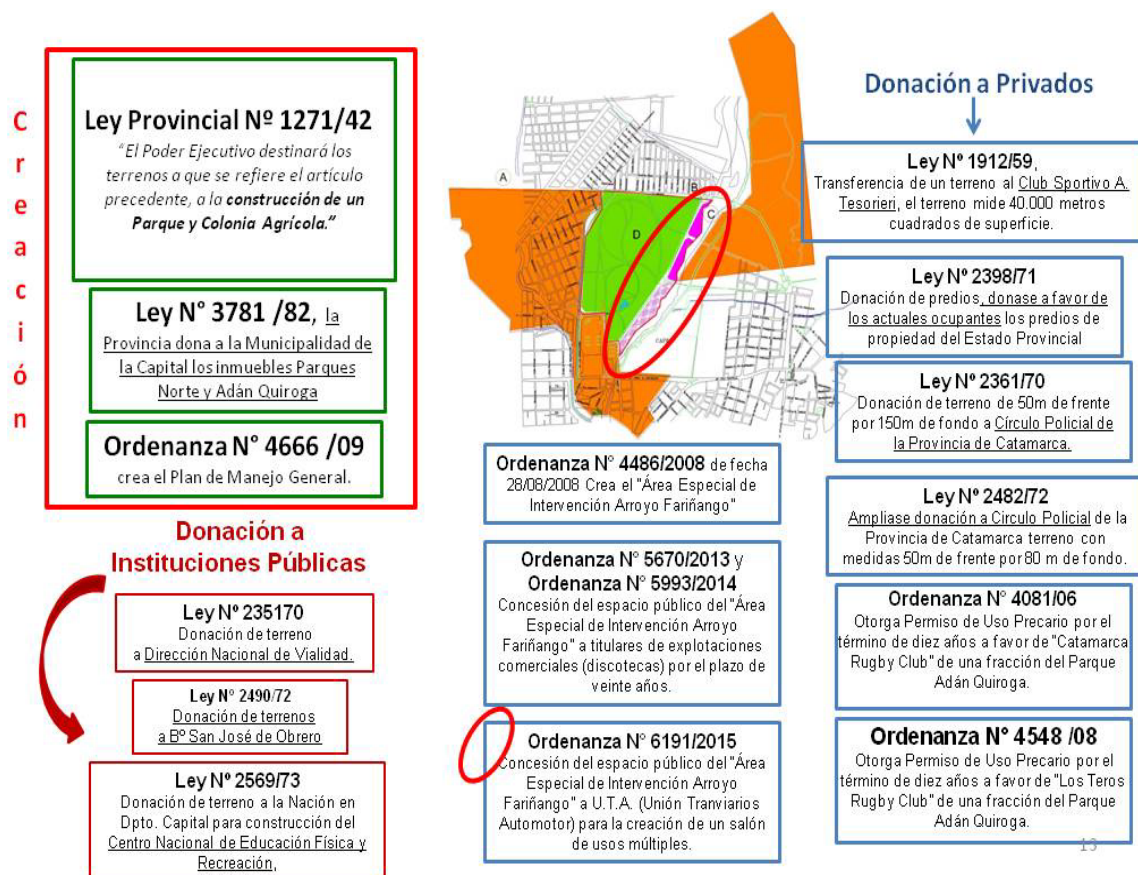 Creación
Ley Provincial Nº 1271/42
“El Poder Ejecutivo destinará los
terrenos a que se refiere el artículo
precedente, a la construcción de un
Parque y Colonia Agrícola.”
Ley N° 3781 /82, la
Provincia dona a la Municipalidad de
la Capital los inmuebles Parques
Norte y Adán Quiroga
Ordenanza N° 4666 /09
crea el Plan de Manejo General.
Donación a
Instituciones Públicas
Ley Nº 235170
Donación de terreno
a Dirección Nacional de Vialidad.
Ley Nº 2490/72
Donación de terrenos
a Bº San José de Obrero
Ley Nº 2569/73
Donación de terreno a la Nación en
Dpto. Capital para construcción del
Centro Nacional de Educación Física y
Recreación,
A
B
C
D
Ordenanza N° 4486/2008 de fecha
28/08/2008 Crea el "Área Especial de
Intervención Arroyo Fariñango"
Ordenanza N° 5670/2013 y
Ordenanza N° 5993/2014
Concesión del espacio público del "Área
Especial de Intervención Arroyo
Fariñango" a titulares de explotaciones
comerciales (discotecas) por el plazo de
veinte años.
Ordenanza N° 6191/2015
Concesión del espacio público del "Área
Especial de Intervención Arroyo
Fariñango" a U.T.A. (Unión Tranviarios
Automotor) para la creación de un salón
de usos múltiples.
Donación a Privados
Ley Nº 1912/59,
Transferencia de un terreno al Club Sportivo A.
Tesorieri, el terreno mide 40.000 metros
cuadrados de superficie.
Ley Nº 2398/71
Donación de predios, donase a favor de
los actuales ocupantes los predios de
propiedad del Estado Provincial
Ley Nº 2361/70
Donación de terreno de 50m de frente
por 150m de fondo a Círculo Policial de
la Provincia de Catamarca.
Ley Nº 2482/72
Ampliase donación a Circulo Policial de la
Provincia de Catamarca terreno con
medidas 50m de frente por 80 m de fondo.
Ordenanza N° 4081/06
Otorga Permiso de Uso Precario por el
término de diez años a favor de "Catamarca
Rugby Club" de una fracción del Parque
Adán Quiroga.
Ordenanza N° 4548 /08
Otorga Permiso de Uso Precario por el
término de diez años a favor de "Los Teros
Rugby Club" de una fracción del Parque
Adán Quiroga.
13